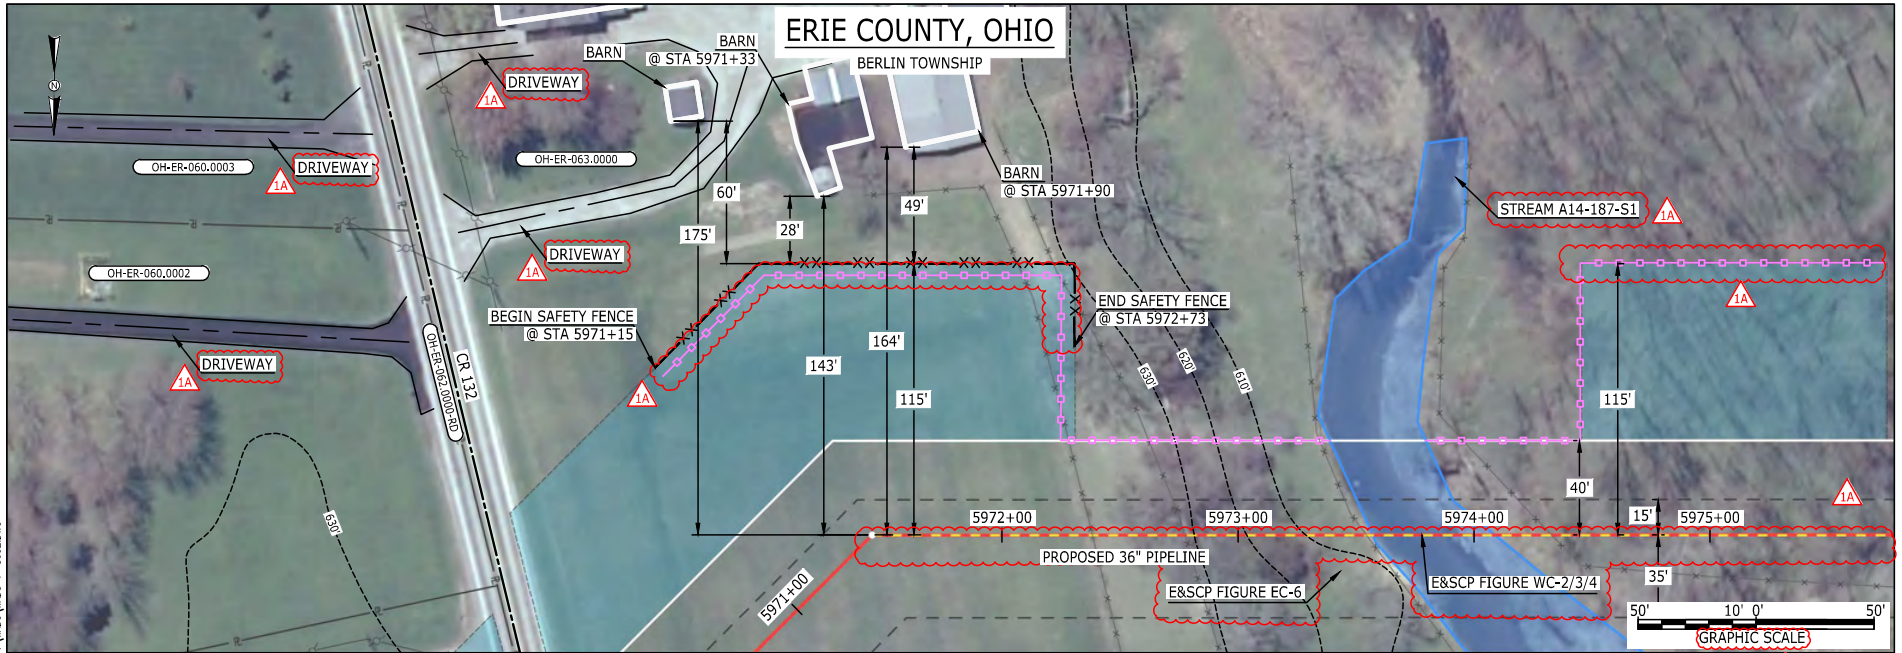 ERIE COUNTY, OHIO
BERLIN TOWNSHIP
N
BARN
BARN
@ STA 5971+33
DRIVEWAY
1A
OH-ER-060.0003
DRIVEWAY
1A
OH-ER-063.0000
BARN
@ STA 5971+90
STREAM A14-187-S1
1A
60'
175'
28'
49'
DRIVEWAY
1A
OH-ER-060.0002
BEGIN SAFETY FENCE
@ STA 5971+15
END SAFETY FENCE
@ STA 5972+73
1A
DRIVEWAY
1A
OH-ER-062.0000-RD
CR 132
1A
143'
164'
115'
630'
620'
610'
115'
40'
1A
15'
35'
630'
5971+00
5972+00
5973+00
5974+00
5975+00
PROPOSED 36" PIPELINE
E&SCP FIGURE EC-6
E&SCP FIGURE WC-2/3/4
50' 10' 0' 50'
GRAPHIC SCALE